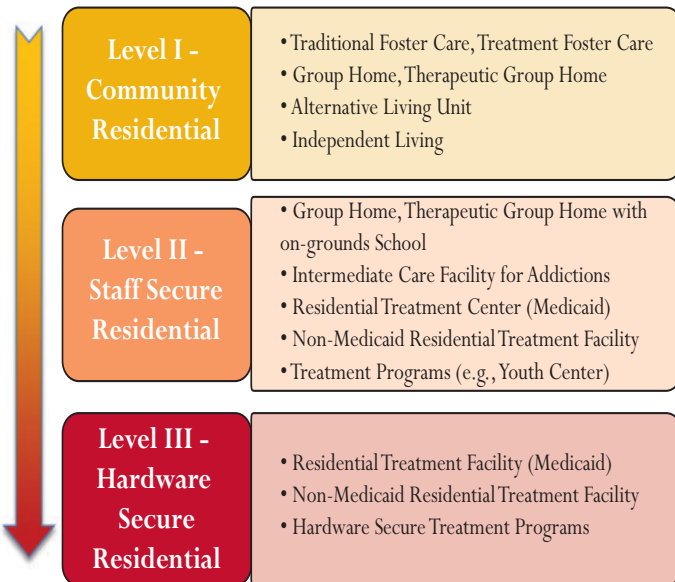 Level I -
Community
Residential
• Traditional Foster Care, Treatment Foster Care
• Group Home, Therapeutic Group Home
• Alternative Living Unit
• Independent Living
Level II -
Staff Secure
Residential
• Group Home, Therapeutic Group Home with
on-grounds School
• Intermediate Care Facility for Addictions
• Residential Treatment Center (Medicaid)
• Non-Medicaid Residential Treatment Facility
• Treatment Programs (e.g., Youth Center)
Level III -
Hardware
Secure
Residential
• Residential Treatment Facility (Medicaid)
• Non-Medicaid Residential Treatment Facility
• Hardware Secure Treatment Programs